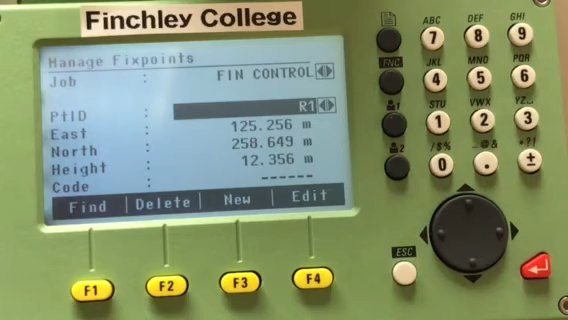 Finchley College
Manage Fixpoints
Job : FIN CONTROL
PtID : R1
East : 125.256 m
North : 258.649 m
Height : 12.356 m
Code : ------
Find Delete New Edit
F1 F2 F3 F4
ABC DEF GHI
7 8 9
FNC JKL MNO PQR
4 5 6
1 STU VWX YZ
1 2 3
2 /$% _@& *?!
0 . ±
ESC